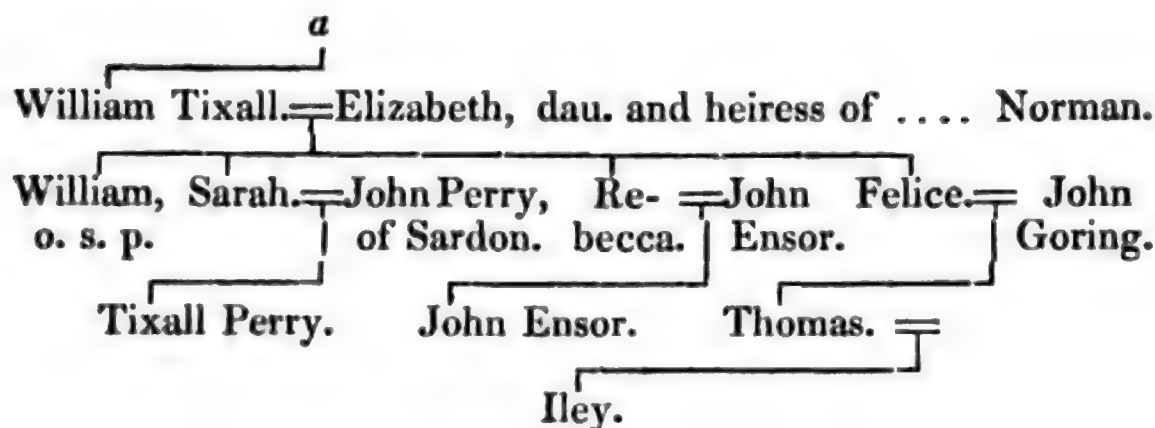 a
William Tixall.=Elizabeth, dau. and heiress of .... Norman.
William, Sarah.=John Perry, Re- =John Felice.= John
o. s. p. of Sardon. becca. Ensor. Goring.
Tixall Perry. John Ensor. Thomas. =
Iley.